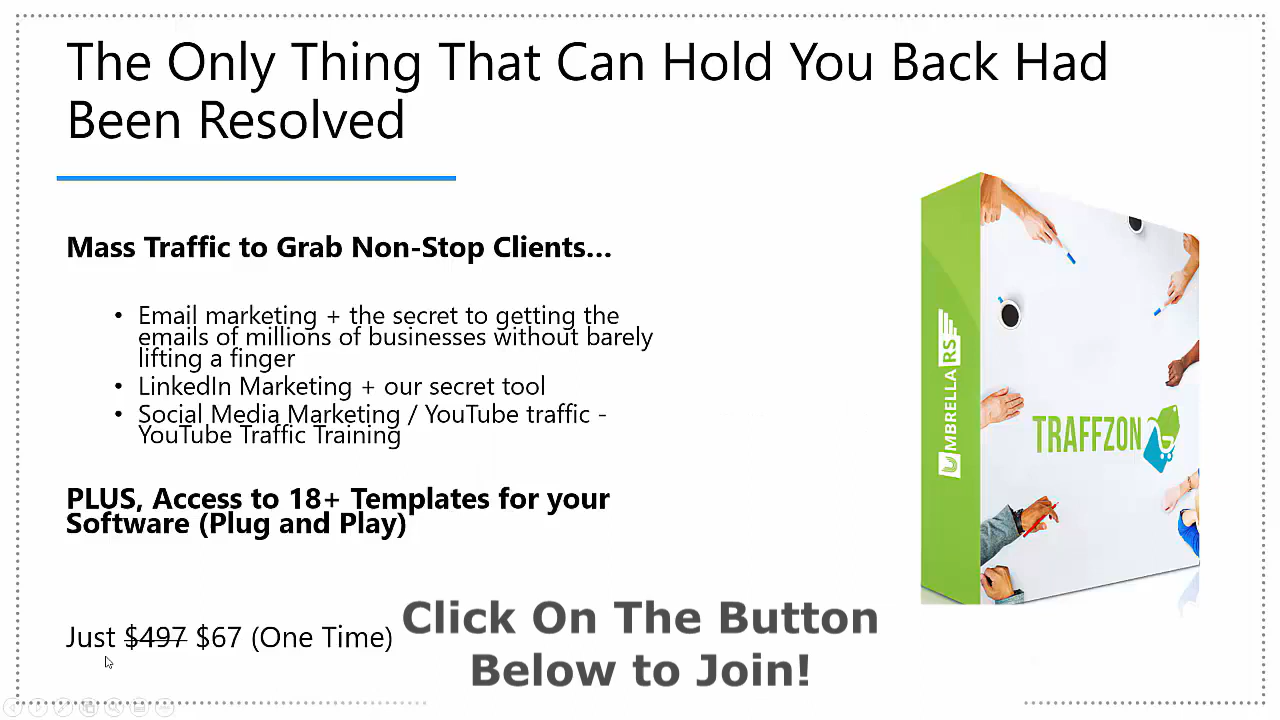 The Only Thing That Can Hold You Back Had
Been Resolved
Mass Traffic to Grab Non-Stop Clients...
• Email marketing + the secret to getting the
emails of millions of businesses without barely
lifting a finger
• LinkedIn Marketing + our secret tool
• Social Media Marketing / YouTube traffic -
YouTube Traffic Training
PLUS, Access to 18+ Templates for your
Software (Plug and Play)
Just $497 $67 (One Time)
Click On The Button
Below to Join!
UMBRELLA RS
TRAFFZON